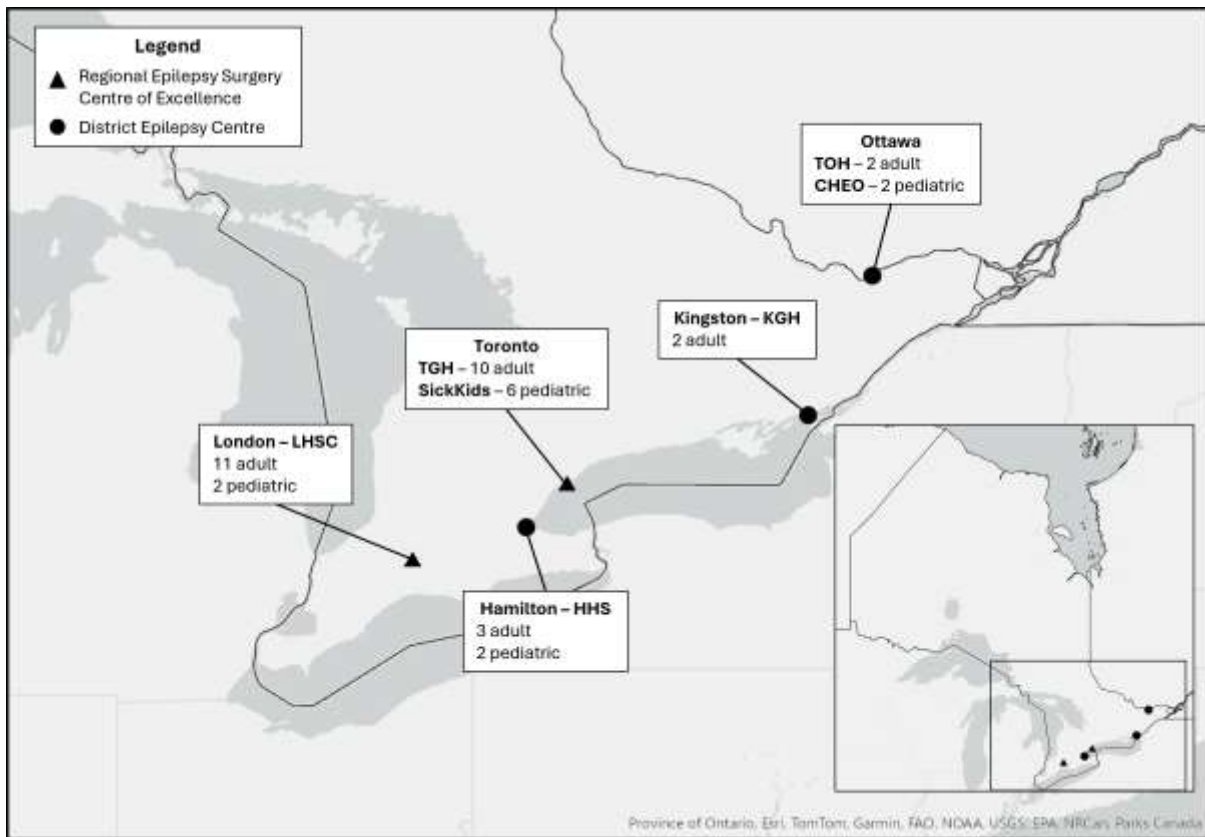 Legend
Regional Epilepsy Surgery
Centre of Excellence
District Epilepsy Centre
Ottawa
TOH – 2 adult
CHEO – 2 pediatric
Kingston – KGH
2 adult
Toronto
TGH – 10 adult
SickKids – 6 pediatric
London – LHSC
11 adult
2 pediatric
Hamilton – HHS
3 adult
2 pediatric
Province of Ontario, Esri, TomTom, Garmin, FAO, NOAA, USGS, EPA, NRCan, Parks Canada